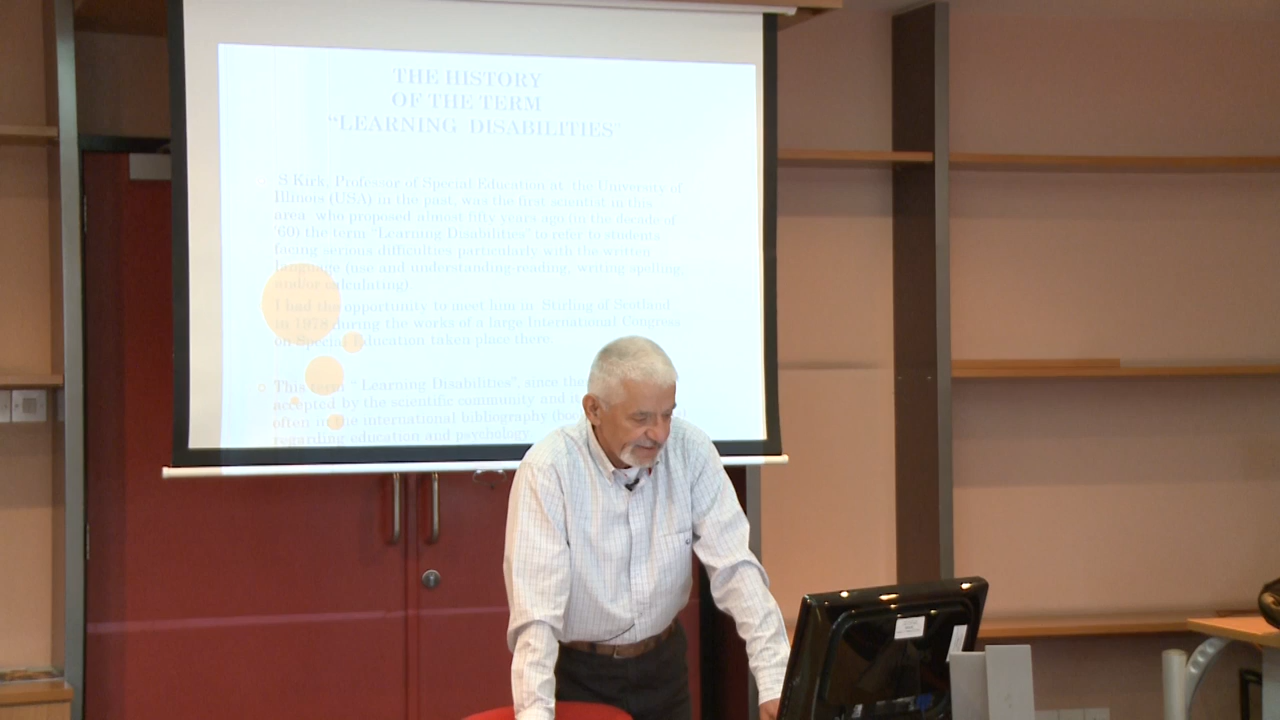 THE HISTORY
OF THE TERM
“LEARNING DISABILITIES”
S Kirk, Professor of Special Education at the University of
Illinois (USA) in the past, was the first scientist in this
area who proposed almost fifty years ago (in the decade of
'60) the term “Learning Disabilities” to refer to students
facing serious difficulties particularly with the written
language (use and understanding-reading, writing spelling,
and/or calculating)
I had the opportunity to meet him in Stirling of Scotland
in 1978 during the works of a large International Congress
on Special Education taken place there.
This term “ Learning Disabilities”, since the
accepted by the scientific community and
often in the international bibliography
regarding education and psychology